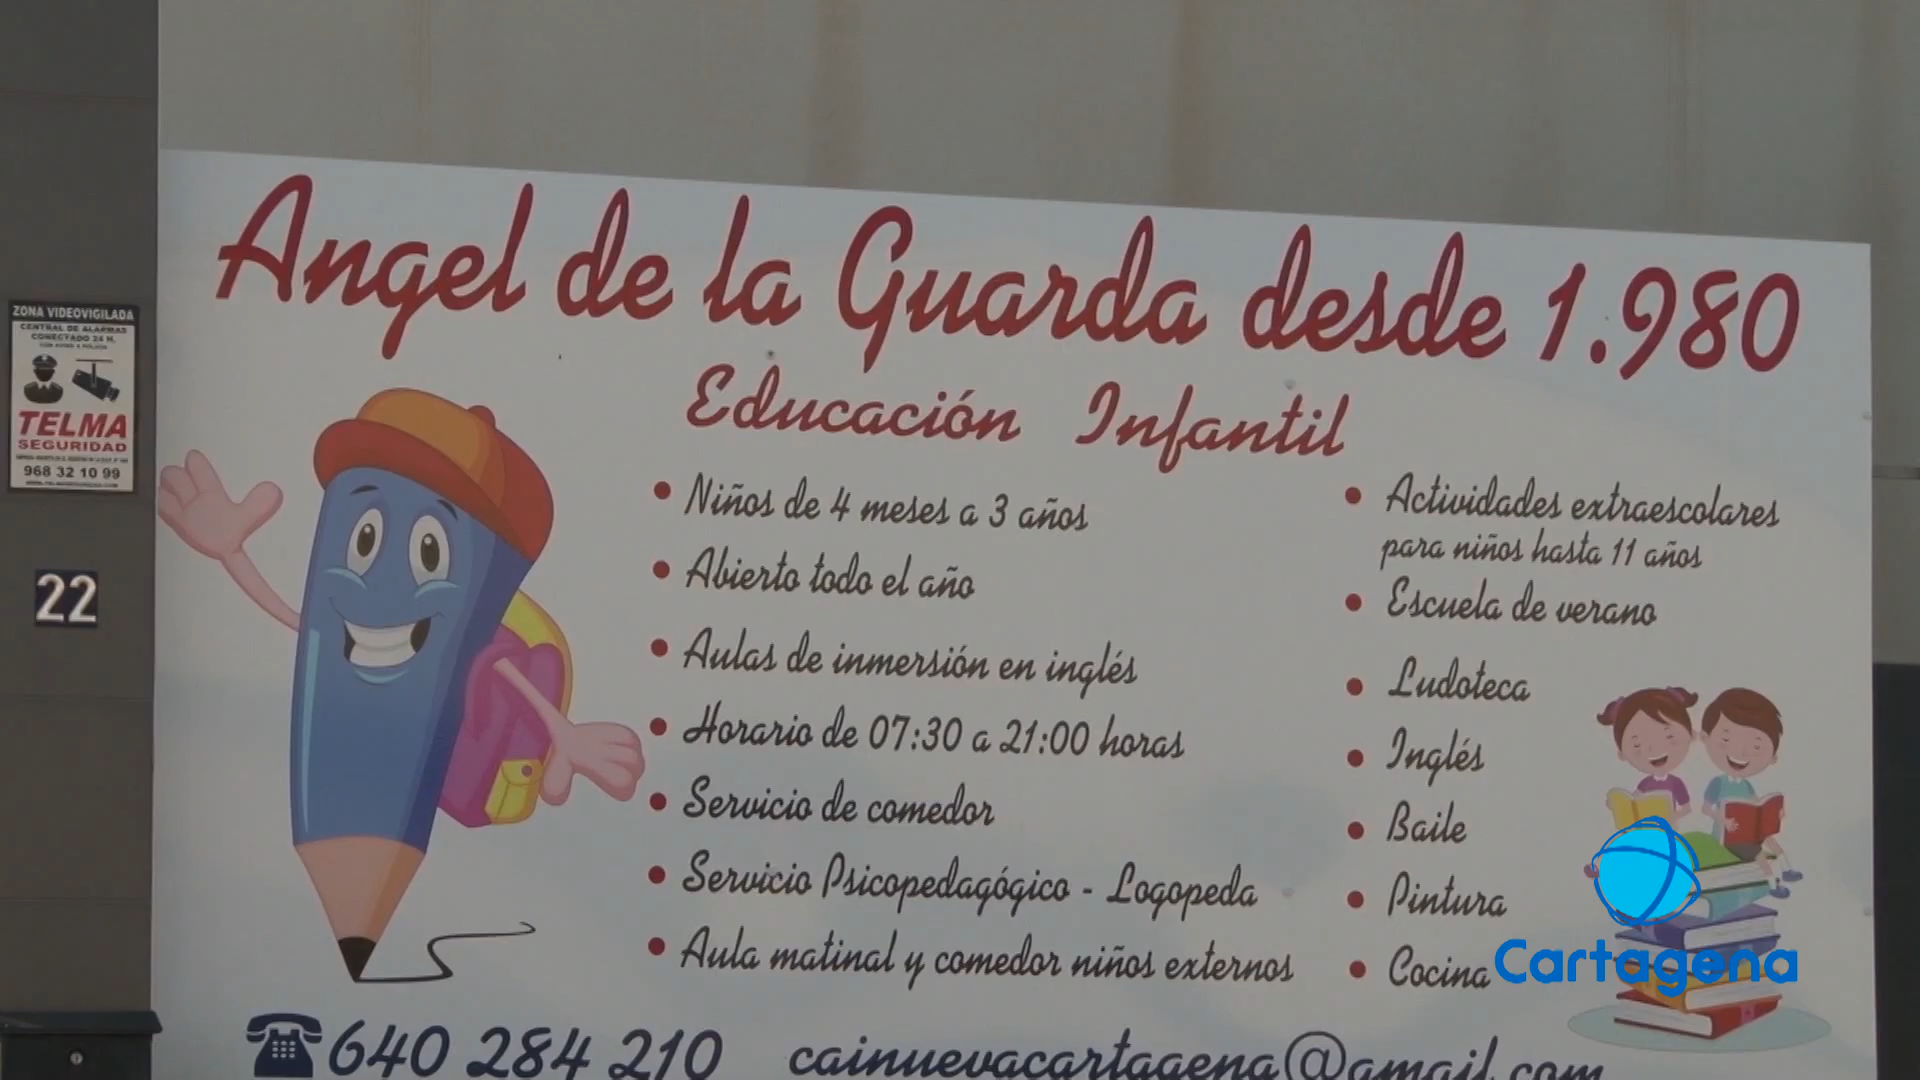 Angel de la Guarda desde 1.980
Educación Infantil
• Niños de 4 meses a 3 años
• Abierto todo el año
• Aulas de inmersión en inglés
• Horario de 07:30 a 21:00 horas
• Servicio de comedor
• Servicio Psicopedagógico - Logopeda
• Aula matinal y comedor niños externos
• Actividades extraescolares
para niños hasta 11 años
• Escuela de verano
• Ludoteca
• Inglés
• Baile
• Pintura
• Cocina
640 284 210
cainuevacartagena@gmail.com
ZONA VIDEOVIGILADA
CENTRAL DE ALARMAS
CONECTADO 24 H.
TELMA
SEGURIDAD
968 32 10 99
22
Cartagena